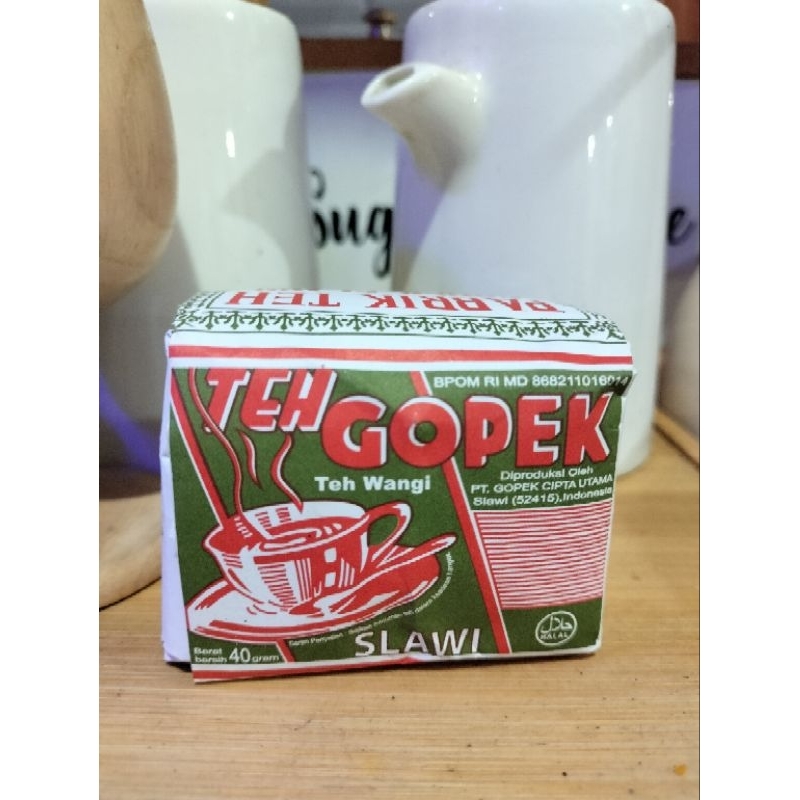 Sug
e
PABRIK TEH
TEH
GOPEK
BPOM RI MD 868211016014
Teh Wangi
Diproduksi Oleh
PT. GOPEK CIPTA UTAMA
Slawi (52415),Indonesia
SLAWI
Berat
bersih 40 gram
حلال
HALAL